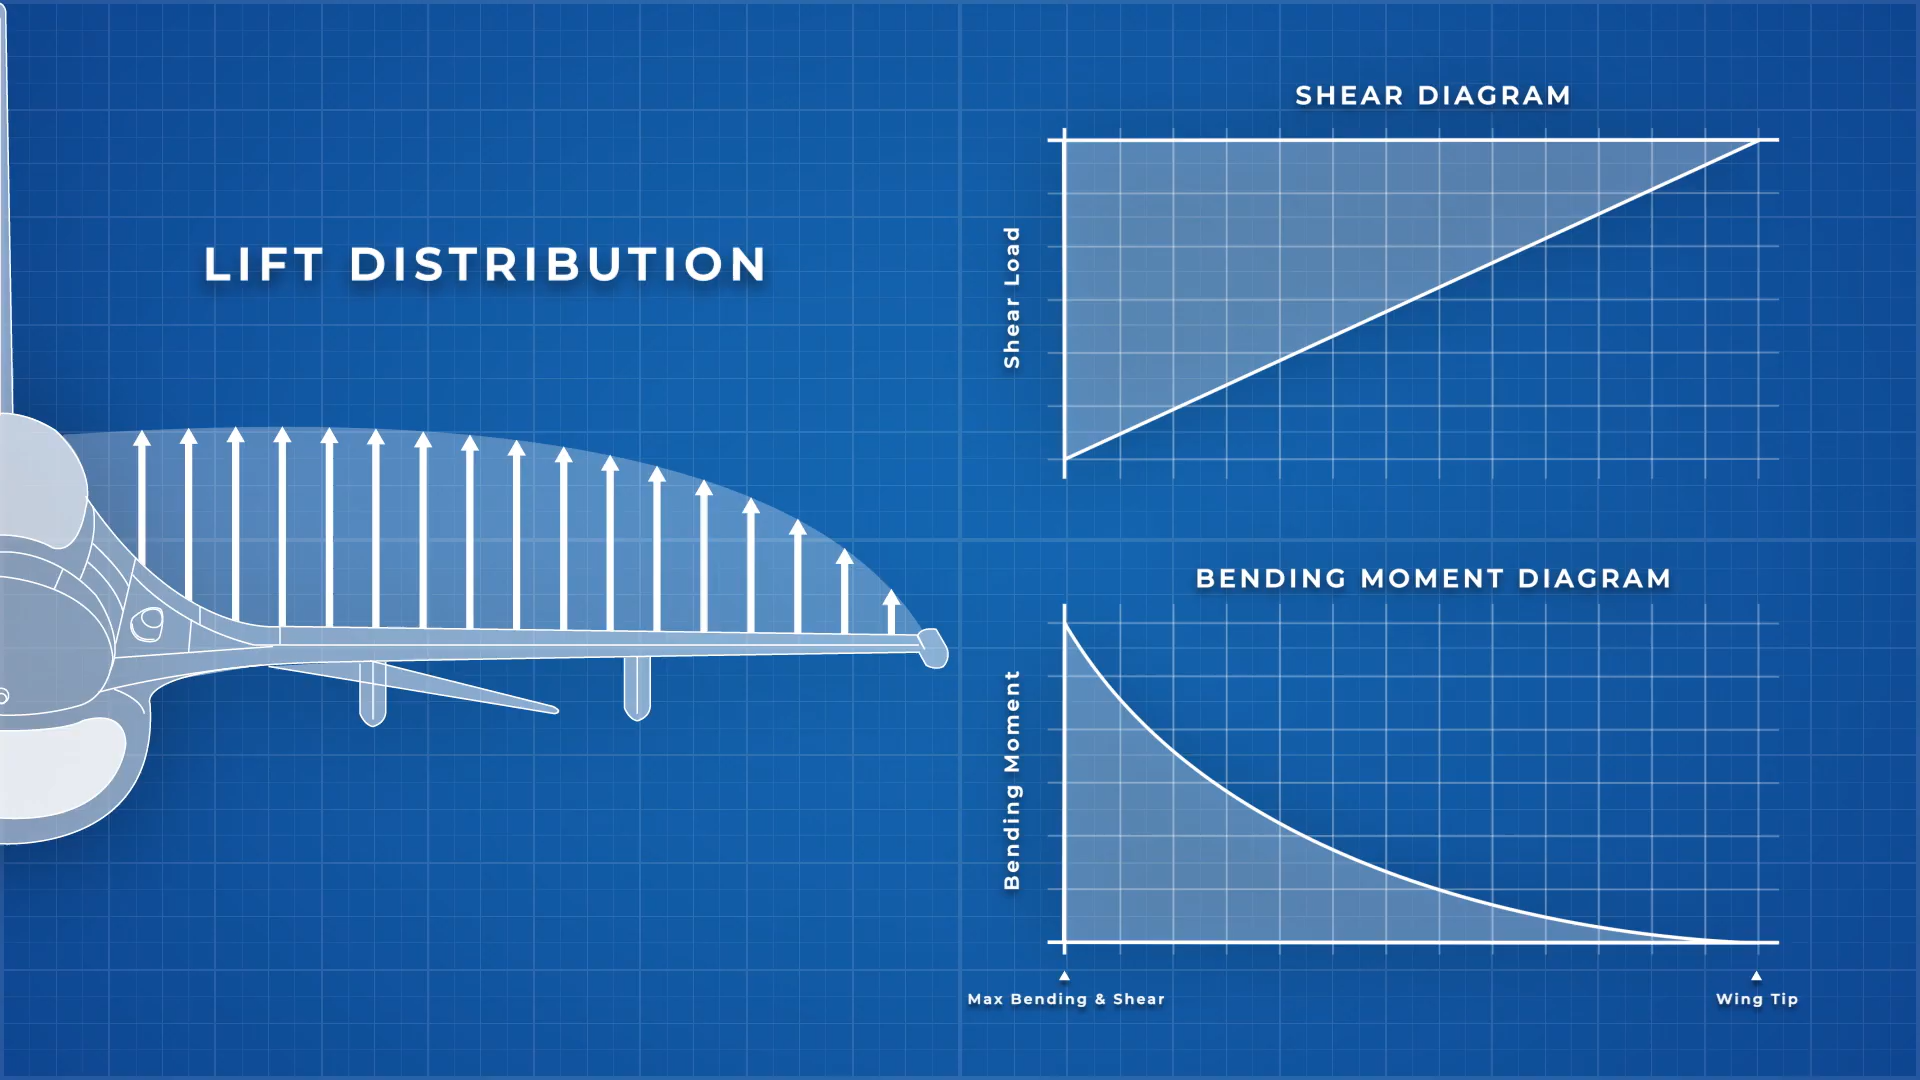 LIFT DISTRIBUTION
SHEAR DIAGRAM
Shear Load
BENDING MOMENT DIAGRAM
Bending Moment
Max Bending & Shear
Wing Tip